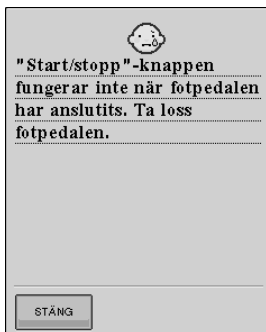 "Start/stopp"-knappen
fungerar inte när fotpedalen
har anslutits. Ta loss
fotpedalen.
STÄNG